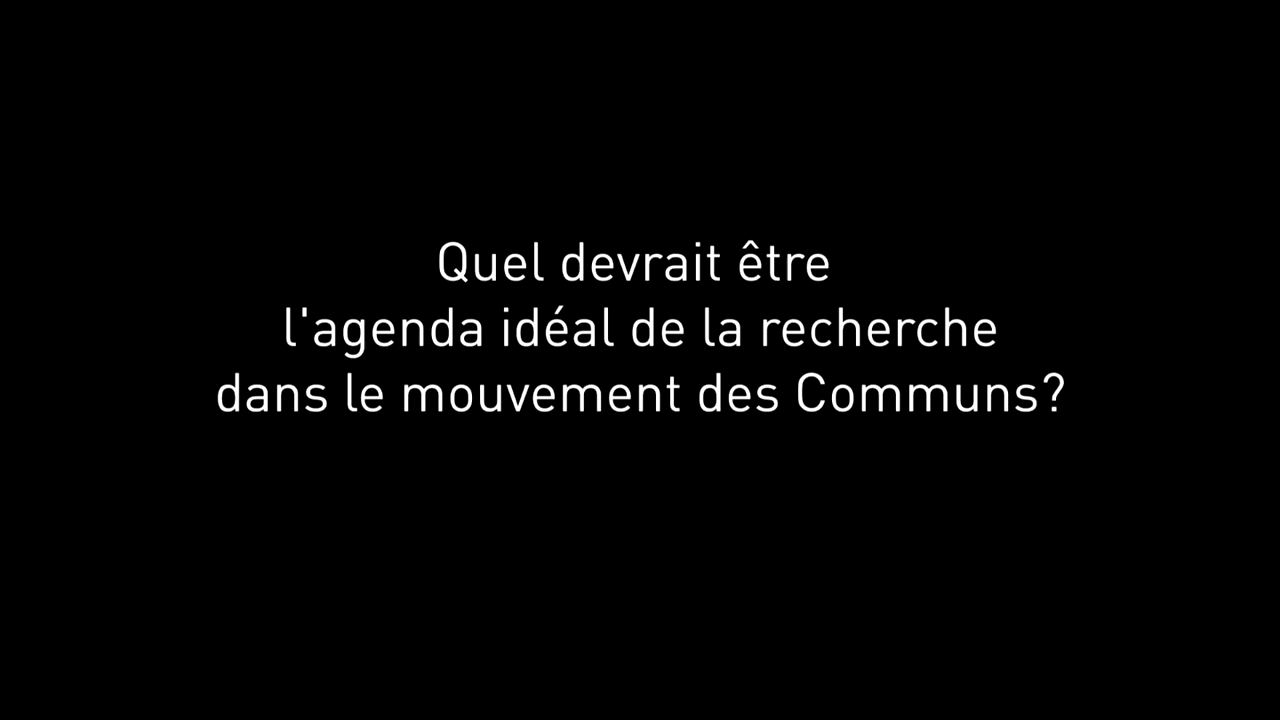 Quel devrait être
l'agenda idéal de la recherche
dans le mouvement des Communs?